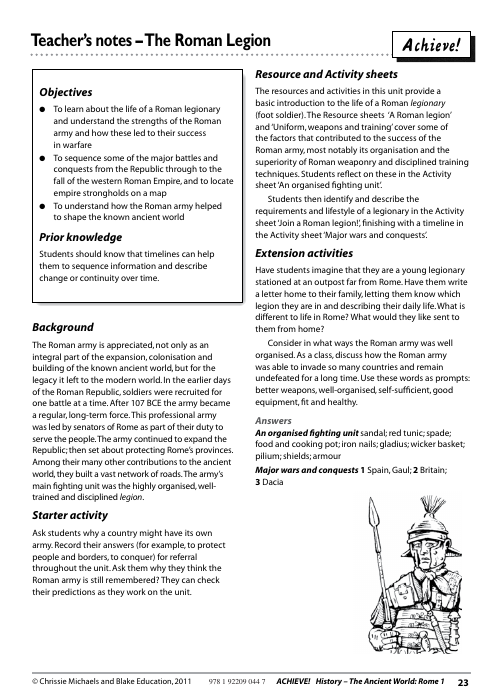 Teacher's notes – The Roman Legion
Achieve!
Objectives
● To learn about the life of a Roman legionary
and understand the strengths of the Roman
army and how these led to their success
in warfare
● To sequence some of the major battles and
conquests from the Republic through to the
fall of the western Roman Empire, and to locate
empire strongholds on a map
● To understand how the Roman army helped
to shape the known ancient world
Prior knowledge
Students should know that timelines can help
them to sequence information and describe
change or continuity over time.
Background
The Roman army is appreciated, not only as an
integral part of the expansion, colonisation and
building of the known ancient world, but for the
legacy it left to the modern world. In the earlier days
of the Roman Republic, soldiers were recruited for
one battle at a time. After 107 BCE the army became
a regular, long-term force. This professional army
was led by senators of Rome as part of their duty to
serve the people. The army continued to expand the
Republic; then set about protecting Rome's provinces.
Among their many other contributions to the ancient
world, they built a vast network of roads. The army's
main fighting unit was the highly organised, well-
trained and disciplined legion.
Starter activity
Ask students why a country might have its own
army. Record their answers (for example, to protect
people and borders, to conquer) for referral
throughout the unit. Ask them why they think the
Roman army is still remembered? They can check
their predictions as they work on the unit.
Resource and Activity sheets
The resources and activities in this unit provide a
basic introduction to the life of a Roman legionary
(foot soldier). The Resource sheets 'A Roman legion'
and 'Uniform, weapons and training' cover some of
the factors that contributed to the success of the
Roman army, most notably its organisation and the
superiority of Roman weaponry and disciplined training
techniques. Students reflect on these in the Activity
sheet 'An organised fighting unit'.
Students then identify and describe the
requirements and lifestyle of a legionary in the Activity
sheet 'Join a Roman legion!', finishing with a timeline in
the Activity sheet 'Major wars and conquests'.
Extension activities
Have students imagine that they are a young legionary
stationed at an outpost far from Rome. Have them write
a letter home to their family, letting them know which
legion they are in and describing their daily life. What is
different to life in Rome? What would they like sent to
them from home?
Consider in what ways the Roman army was well
organised. As a class, discuss how the Roman army
was able to invade so many countries and remain
undefeated for a long time. Use these words as prompts:
better weapons, well-organised, self-sufficient, good
equipment, fit and healthy.
Answers
An organised fighting unit sandal; red tunic; spade;
food and cooking pot; iron nails; gladius; wicker basket;
pilium; shields; armour
Major wars and conquests 1 Spain, Gaul; 2 Britain;
3 Dacia
© Chrissie Michaels and Blake Education, 2011 978 1 92209 044 7 ACHIEVE! History – The Ancient World: Rome 1 23